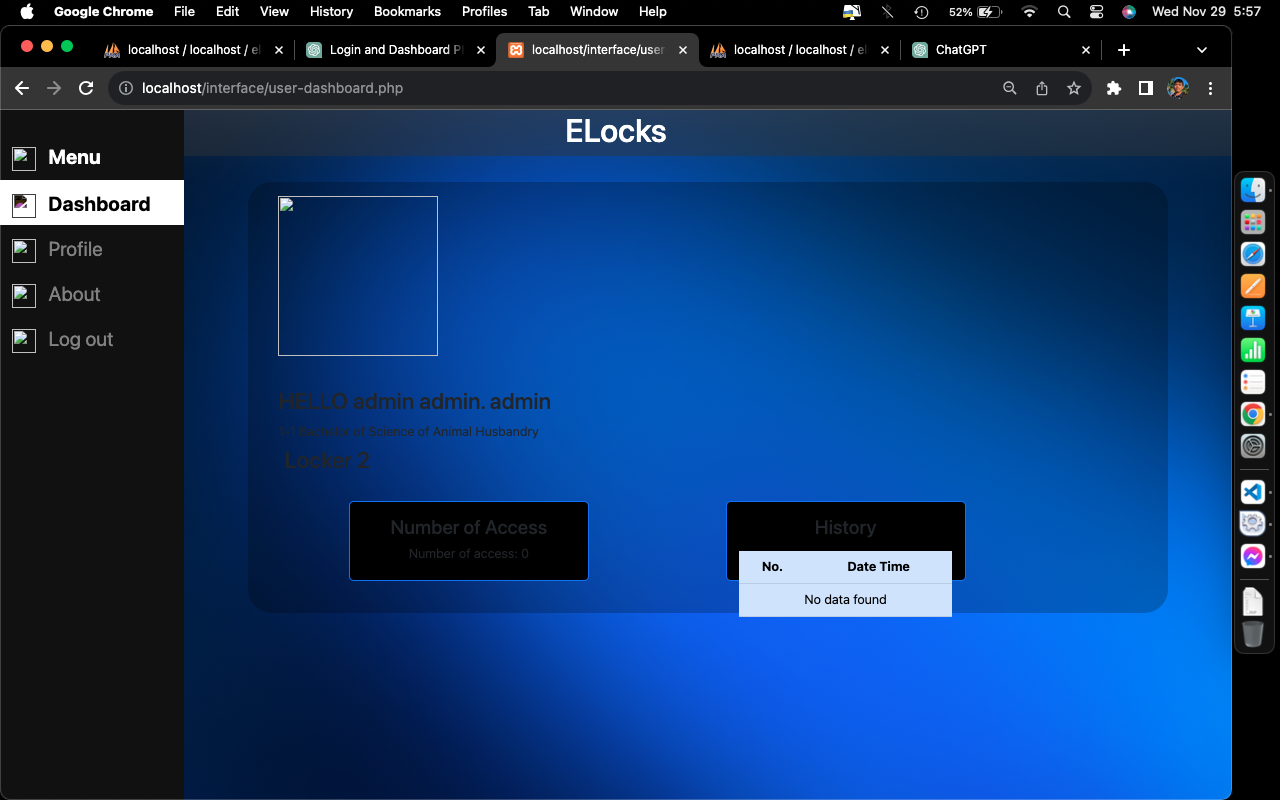 Google Chrome File Edit View History Bookmarks Profiles Tab Window Help 52% Wed Nov 29 5:57
localhost / localhost / el
Login and Dashboard P
localhost/interface/user
localhost / localhost / el
ChatGPT
localhost/interface/user-dashboard.php
ELocks
Menu
Dashboard
Profile
About
Log out
HELLO admin admin. admin
Bachelor of Science of Animal Husbandry
Locker 2
Number of Access
Number of access: 0
History
No. Date Time
No data found